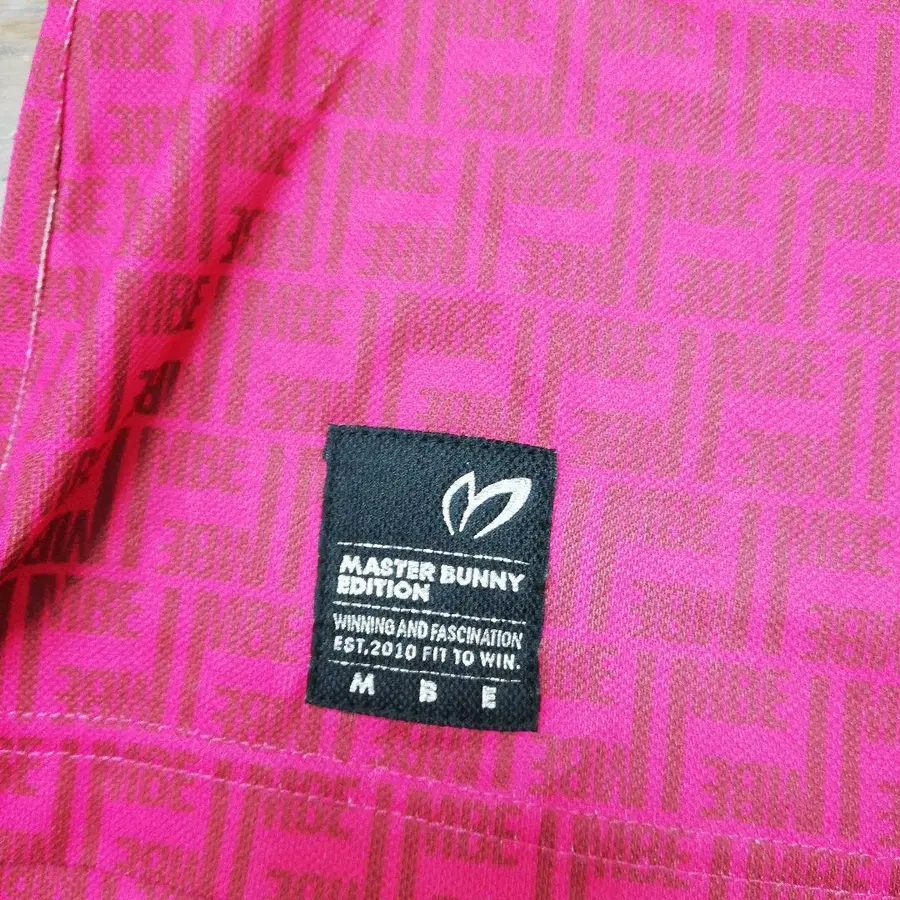 MASTER BUNNY
EDITION
WINNING AND FASCINATION
EST.2010 FIT TO WIN.
M B E